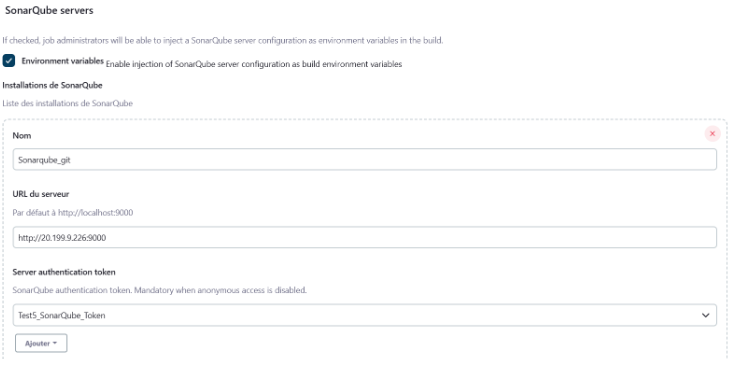 SonarQube servers
If checked, job administrators will be able to inject a SonarQube server configuration as environment variables in the build.
Environment variables Enable injection of SonarQube server configuration as build environment variables
Installations de SonarQube
Liste des installations de SonarQube
Nom
Sonarqube_git
URL du serveur
Par défaut à http://localhost:9000
http://20.199.9.226:9000
Server authentication token
SonarQube authentication token. Mandatory when anonymous access is disabled.
Test5_SonarQube_Token
Ajouter